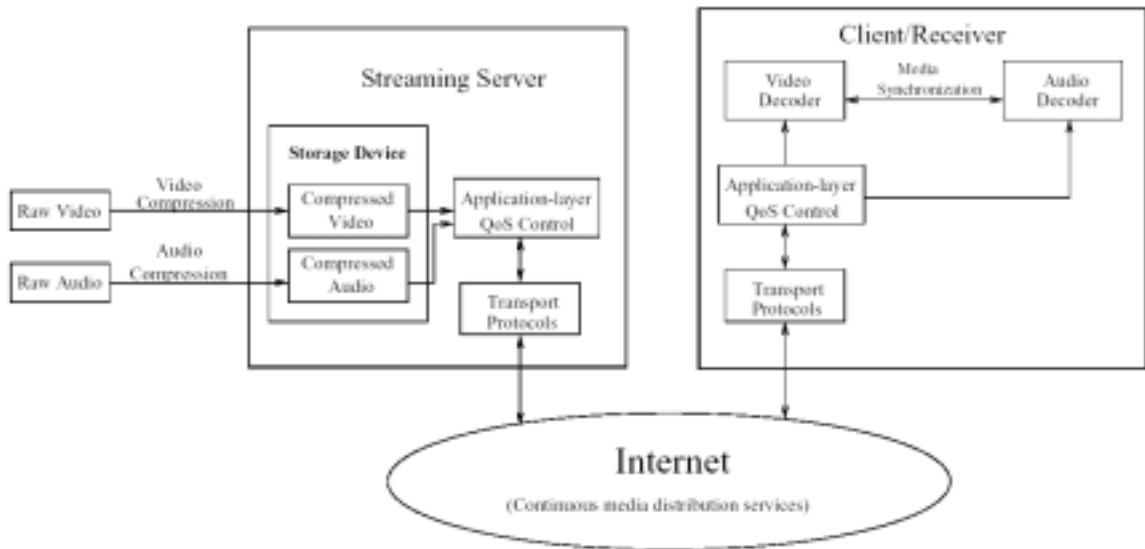 Streaming Server
Storage Device
Raw Video
Video
Compression
Compressed
Video
Application-layer
QoS Control
Raw Audio
Audio
Compression
Compressed
Audio
Transport
Protocols
Client/Receiver
Video
Decoder
Media
Synchronization
Audio
Decoder
Application-layer
QoS Control
Transport
Protocols
Internet
(Continuous media distribution services)